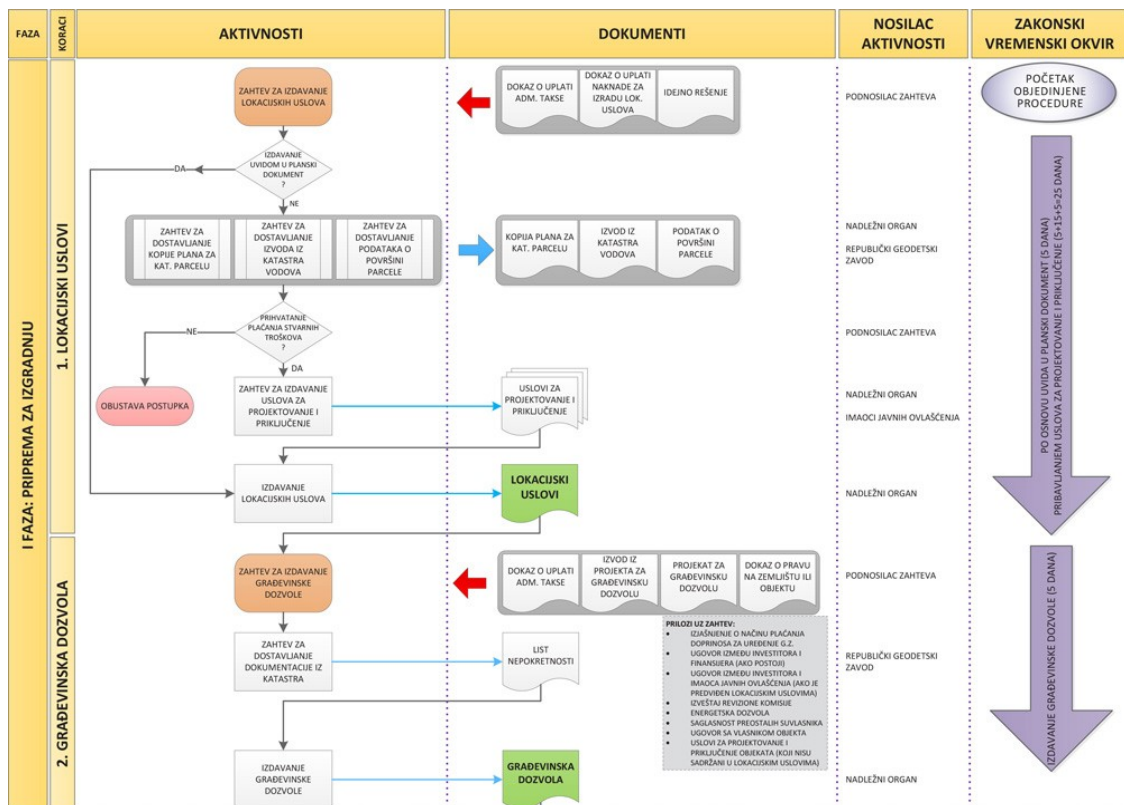 FAZA
KORACI
AKTIVNOSTI
DOKUMENTI
NOSILAC
AKTIVNOSTI
ZAKONSKI
VREMENSKI OKVIR
I FAZA: PRIPREMA ZA IZGRADNJU
1. LOKACIJSKI USLOVI
ZAHTEV ZA IZDAVANJE
LOKACIJSKIH USLOVA
DOKAZ O UPLATI
ADM. TAKSE
DOKAZ O UPLATI
NAKNADE ZA
IZRADU LOK.
USLOVA
IDEJNO REŠENJE
PODNOSILAC ZAHTEVA
POČETAK
OBJEDINJENE
PROCEDURE
IZDAVANJE
UVIDOM U PLANSKI
DOKUMENT
?
DA
NE
ZAHTEV ZA
DOSTAVLJANJE
KOPIJE PLANA ZA
KAT. PARCELU
ZAHTEV ZA
DOSTAVLJANJE
IZVODA IZ
KATASTRA
VODOVA
ZAHTEV ZA
DOSTAVLJANJE
PODATAKA O
POVRŠINI
PARCELE
KOPIJA PLANA ZA
KAT. PARCELU
IZVOD IZ
KATASTRA
VODOVA
PODATAK O
POVRŠINI
PARCELE
NADLEŽNI ORGAN
REPUBLIČKI GEODETSKI
ZAVOD
PRIHVATANJE
PLAĆANJA STVARNIH
TROŠKOVA
?
NE
DA
PODNOSILAC ZAHTEVA
OBUSTAVA POSTUPKA
ZAHTEV ZA IZDAVANJE
USLOVA ZA
PROJEKTOVANJE I
PRIKLJUČENJE
USLOVI ZA
PROJEKTOVANJE I
PRIKLJUČENJE
NADLEŽNI ORGAN
IMAOCI JAVNIH OVLAŠĆENJA
IZDAVANJE
LOKACIJSKIH USLOVA
LOKACIJSKI
USLOVI
NADLEŽNI ORGAN
PO OSNOVU UVIDA U PLANSKI DOKUMENT (5 DANA)
PRIBAVLJANJEM USLOVA ZA PROJEKTOVANJE I PRIKLJUČENJE (5+15+5=25 DANA)
2. GRAĐEVINSKA DOZVOLA
ZAHTEV ZA IZDAVANJE
GRAĐEVINSKE
DOZVOLE
DOKAZ O UPLATI
ADM. TAKSE
IZVOD IZ
PROJEKTA ZA
GRAĐEVINSKU
DOZVOLU
PROJEKAT ZA
GRAĐEVINSKU
DOZVOLU
DOKAZ O PRAVU
NA ZEMLJIŠTU ILI
OBJEKTU
PODNOSILAC ZAHTEVA
ZAHTEV ZA
DOSTAVLJANJE
DOKUMENTACIJE IZ
KATASTRA
LIST
NEPOKRETNOSTI
PRILOZI UZ ZAHTEV:
• IZJAŠNJENJE O NAČINU PLAĆANJA
DOPRINOSA ZA UREĐENJE G.Z.
• UGOVOR IZMEĐU INVESTITORA I
FINANSIJERA (AKO POSTOJI)
• UGOVOR IZMEĐU INVESTITORA I
IMAOCA JAVNIH OVLAŠĆENJA (AKO JE
PREDVIĐEN LOKACIJSKIM USLOVIMA)
• IZVEŠTAJ REVIZIONE KOMISIJE
• ENERGETSKA DOZVOLA
• SAGLASNOST PREOSTALIH SUVLASNIKA
• UGOVOR SA VLASNIKOM OBJEKTA
• USLOVI ZA PROJEKTOVANJE I
PRIKLJUČENJE OBJEKATA (KOJI NISU
SADRŽANI U LOKACIJSKIM USLOVIMA)
REPUBLIČKI GEODETSKI
ZAVOD
IZDAVANJE
GRAĐEVINSKE
DOZVOLE
GRAĐEVINSKA
DOZVOLA
NADLEŽNI ORGAN
IZDAVANJE GRAĐEVINSKE DOZVOLE (5 DANA)